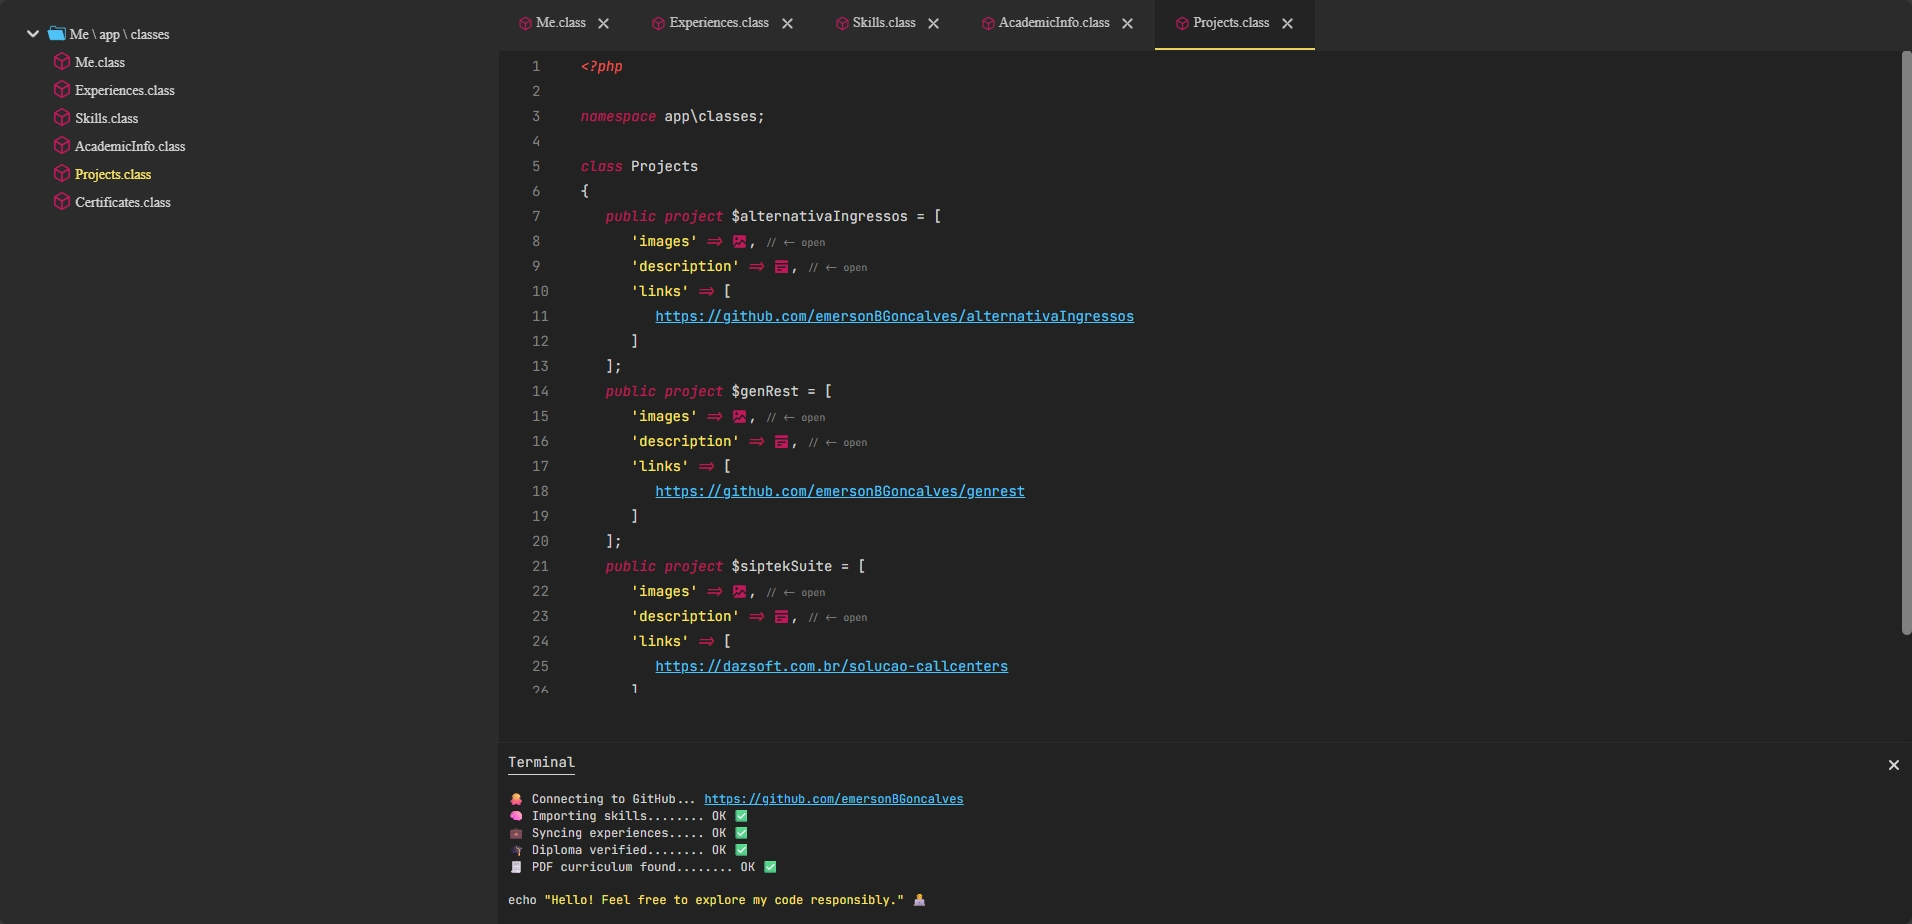 Me \ app \ classes
Me.class
Experiences.class
Skills.class
AcademicInfo.class
Projects.class
Certificates.class
Me.class
Experiences.class
Skills.class
AcademicInfo.class
Projects.class
1 <?php
2
3 namespace app\classes;
4
5 class Projects
6 {
7 public project $alternativaIngressos = [
8 'images' => , // <- open
9 'description' => , // <- open
10 'links' => [
11 https://github.com/emersonBGoncalves/alternativaIngressos
12 ]
13 ];
14 public project $genRest = [
15 'images' => , // <- open
16 'description' => , // <- open
17 'links' => [
18 https://github.com/emersonBGoncalves/genrest
19 ]
20 ];
21 public project $siptekSuite = [
22 'images' => , // <- open
23 'description' => , // <- open
24 'links' => [
25 https://dazsoft.com.br/solucao-callcenters
26 ]
Terminal
Connecting to GitHub... https://github.com/emersonBGoncalves
Importing skills........ OK ✅
Syncing experiences..... OK ✅
Diploma verified........ OK ✅
PDF curriculum found........ OK ✅
echo "Hello! Feel free to explore my code responsibly."